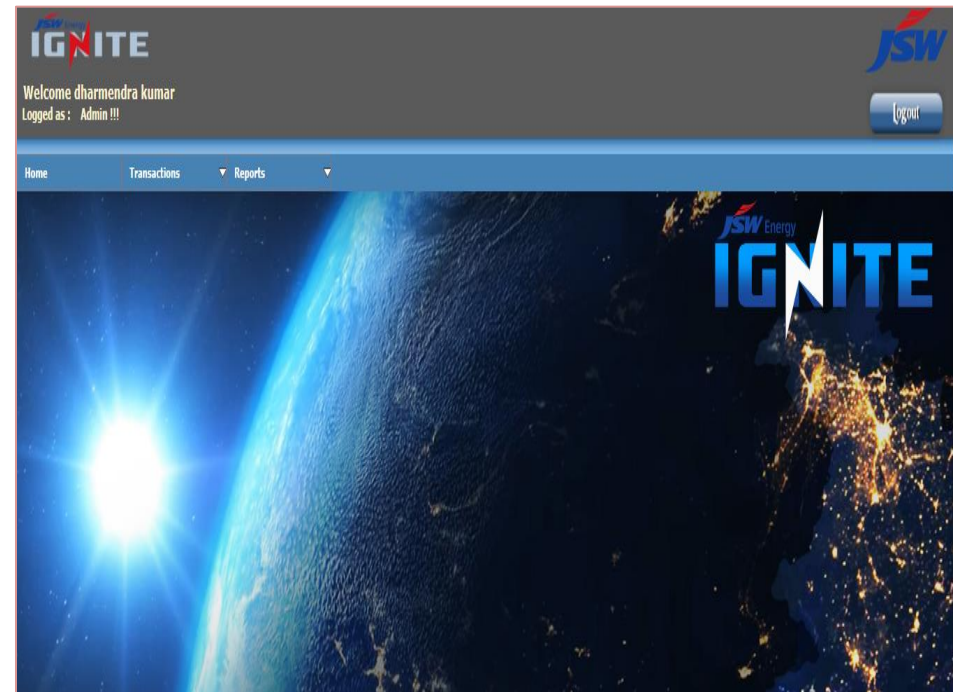 JSW Energy
IGNITE
JSW
Welcome dharmendra kumar
Logged as : Admin !!!
Logout
Home Transactions Reports
JSW Energy
IGNITE